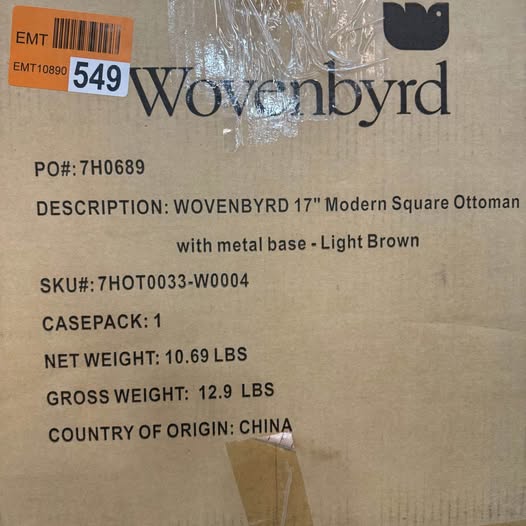 EMT
EMT10890 549
Wovenbyrd
PO#: 7H0689
DESCRIPTION: WOVENBYRD 17" Modern Square Ottoman
with metal base - Light Brown
SKU#: 7HOT0033-W0004
CASEPACK: 1
NET WEIGHT: 10.69 LBS
GROSS WEIGHT: 12.9 LBS
COUNTRY OF ORIGIN: CHINA